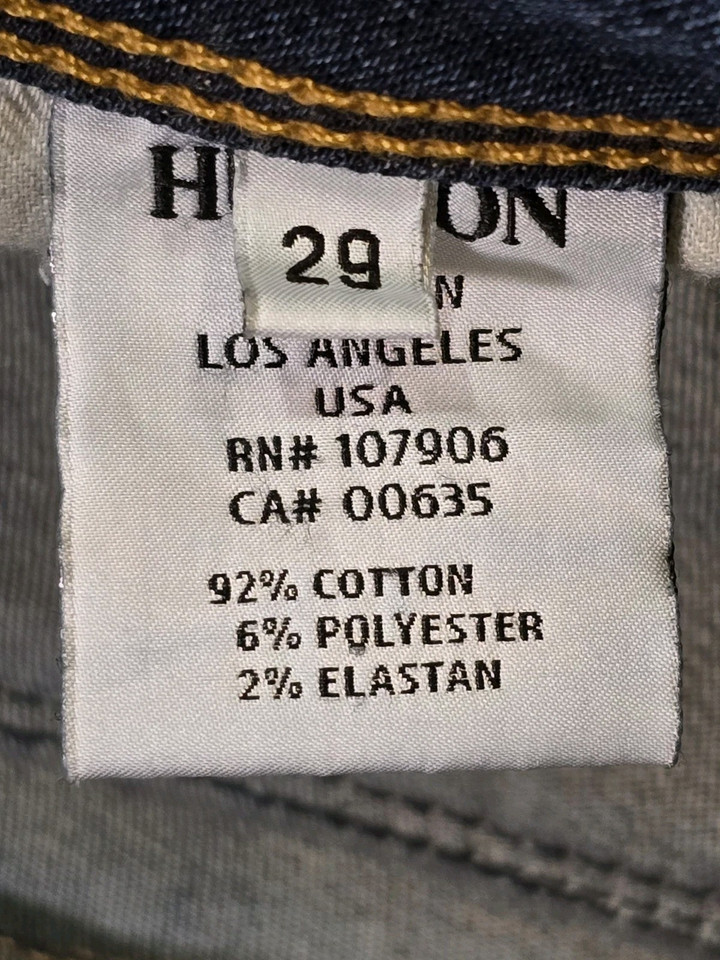 29
LOS ANGELES
USA
RN# 107906
CA# 00635
92% COTTON
6% POLYESTER
2% ELASTAN